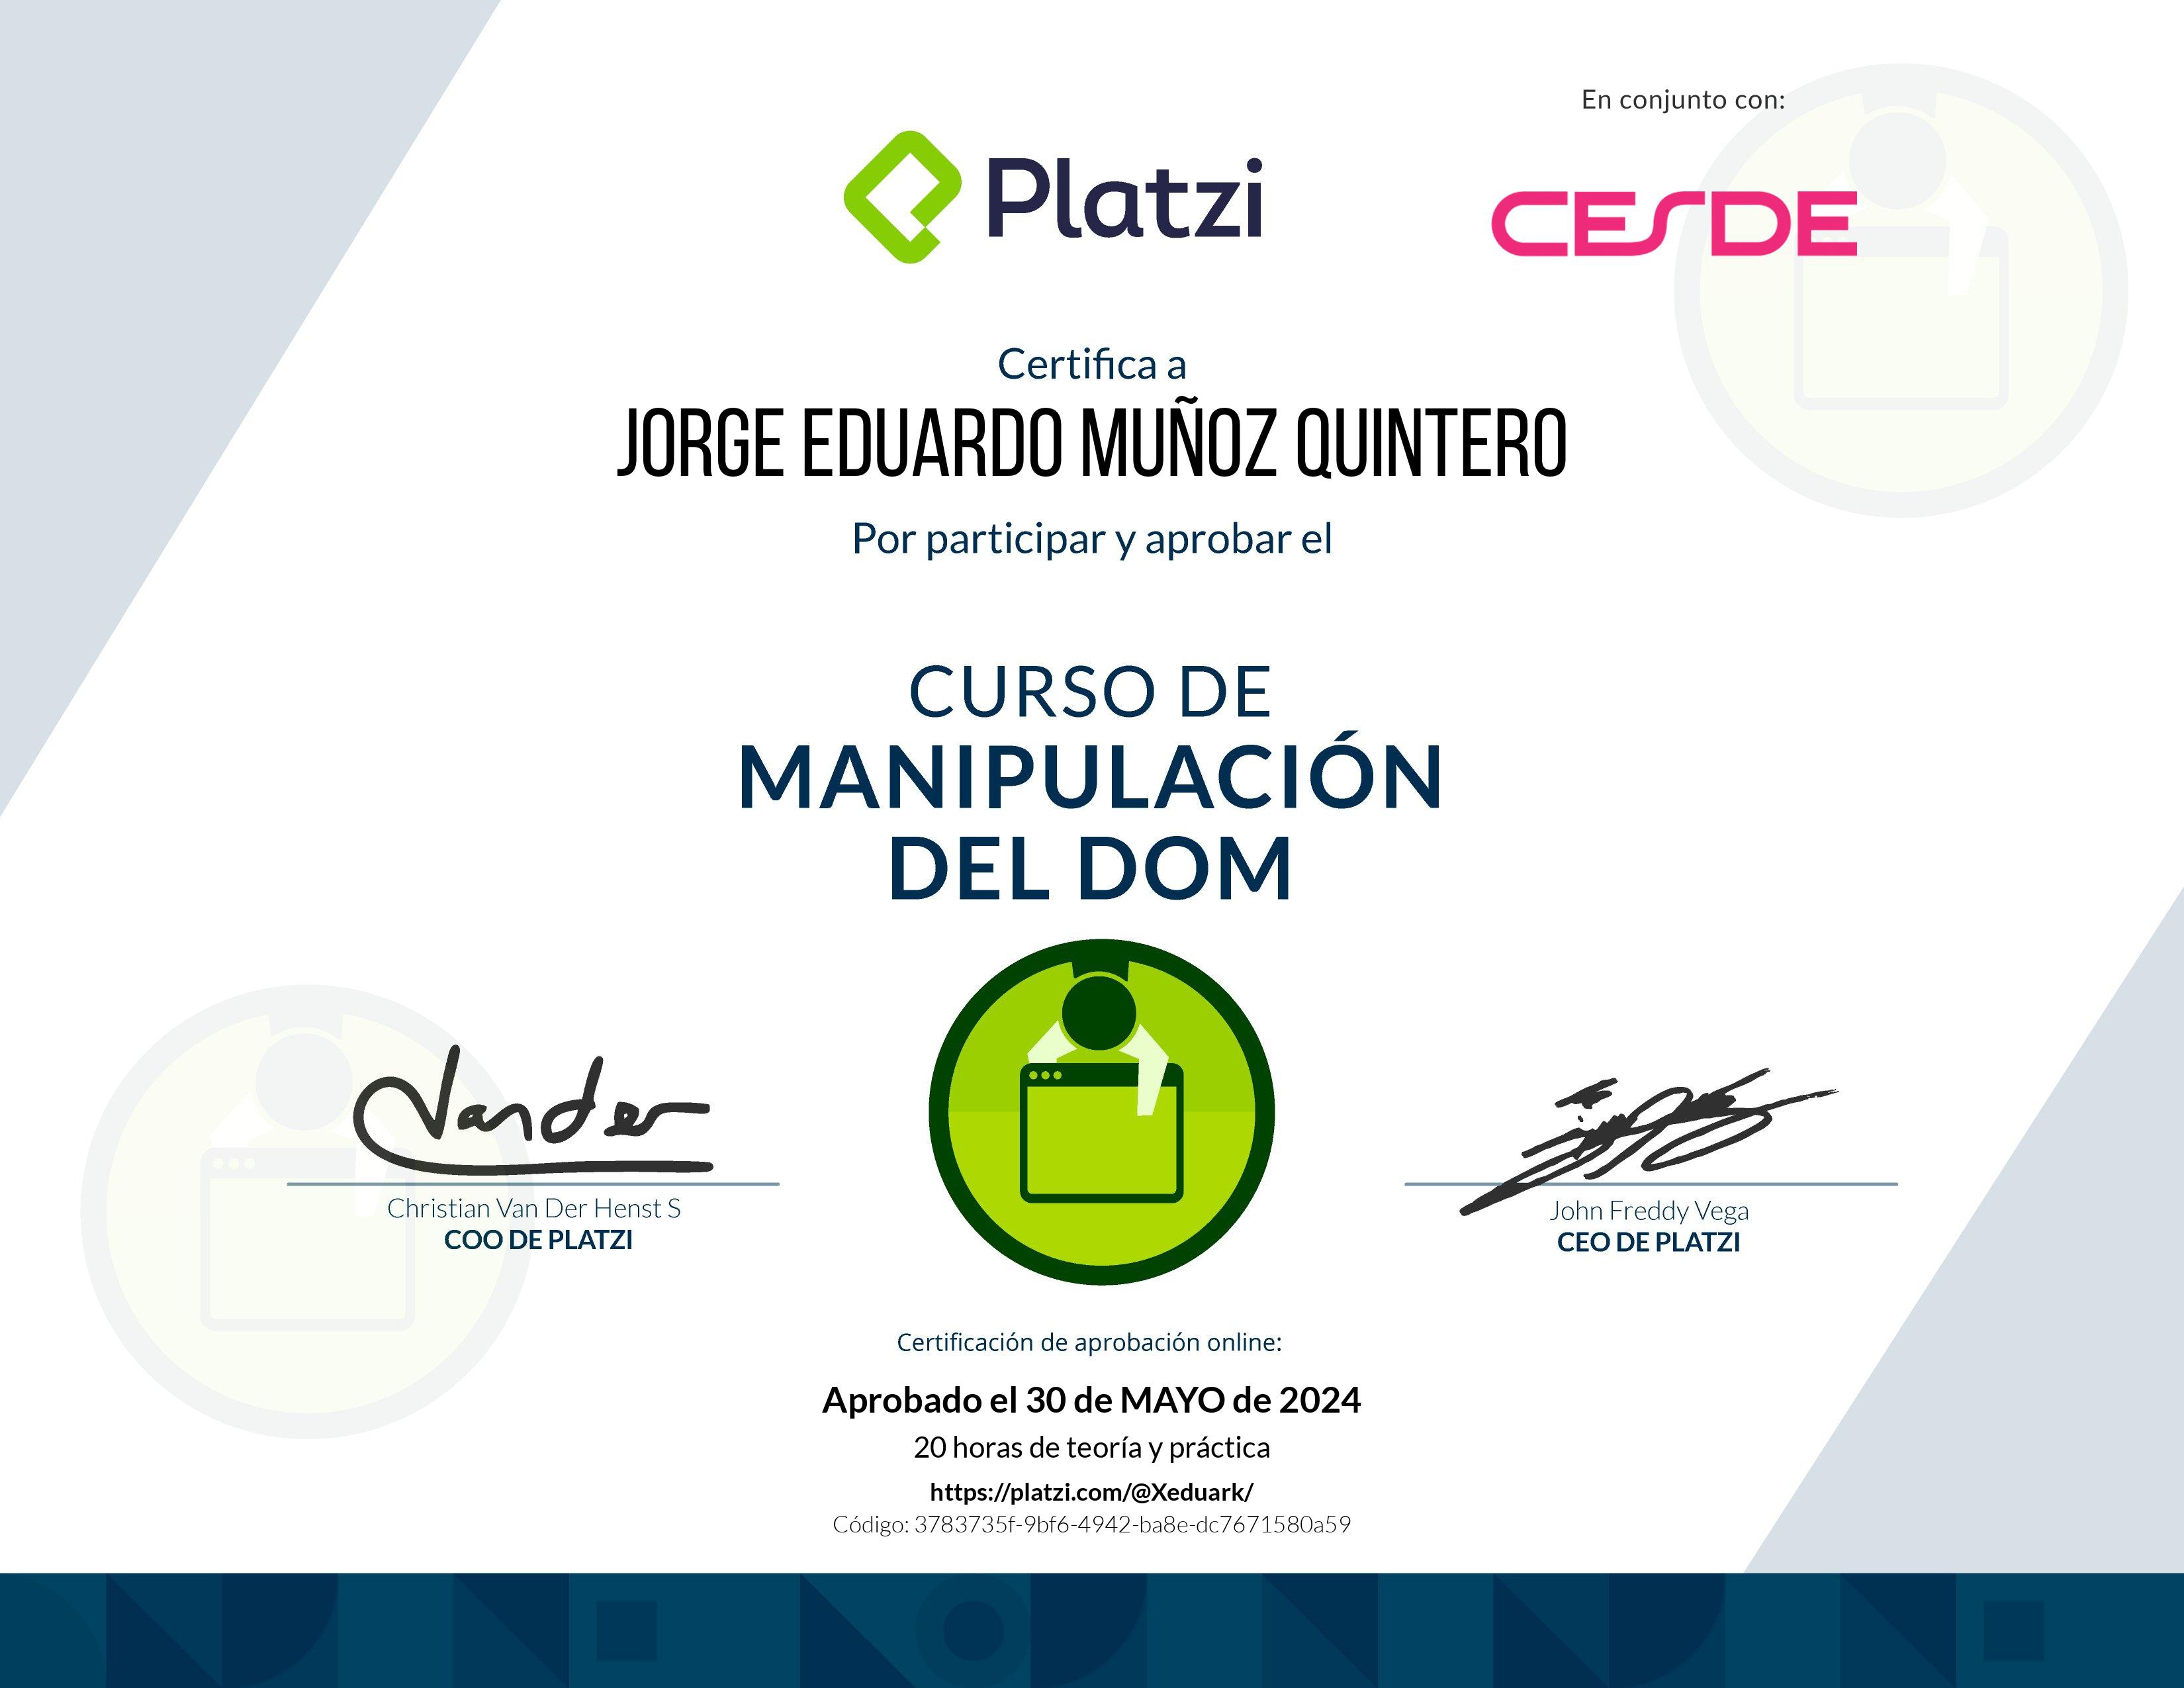 En conjunto con:
Platzi
CESDE
Certifica a
JORGE EDUARDO MUÑOZ QUINTERO
Por participar y aprobar el
CURSO DE
MANIPULACIÓN
DEL DOM
Vander
Christian Van Der Henst S
COO DE PLATZI
John Freddy Vega
CEO DE PLATZI
Certificación de aprobación online:
Aprobado el 30 de MAYO de 2024
20 horas de teoría y práctica
https://platzi.com/@Xeduark/
Código: 3783735f-9bf6-4942-ba8e-dc7671580a59